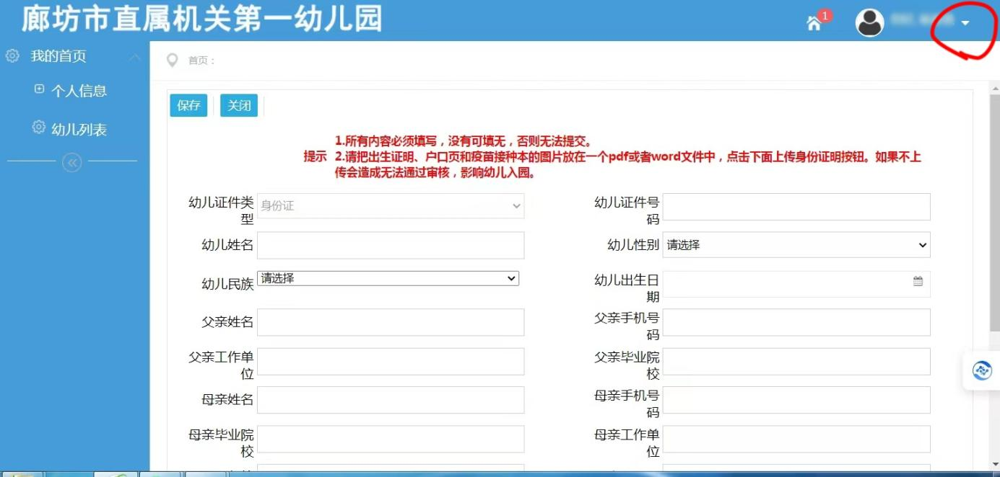 廊坊市直属机关第一幼儿园
1
我的首页
首页：
个人信息
幼儿列表
保存
关闭
提示
1.所有内容必须填写，没有可填无，否则无法提交。
2.请把出生证明、户口页和疫苗接种本的图片放在一个pdf或者word文件中，点击下面上传身份证明按钮。如果不上
传会造成无法通过审核，影响幼儿入园。
幼儿证件类
型
身份证
幼儿证件号
码
幼儿姓名
幼儿性别
请选择
幼儿民族
请选择
幼儿出生日
期
父亲姓名
父亲手机号
码
父亲工作单
位
父亲毕业院
校
母亲姓名
母亲手机号
码
母亲毕业院
校
母亲工作单
位